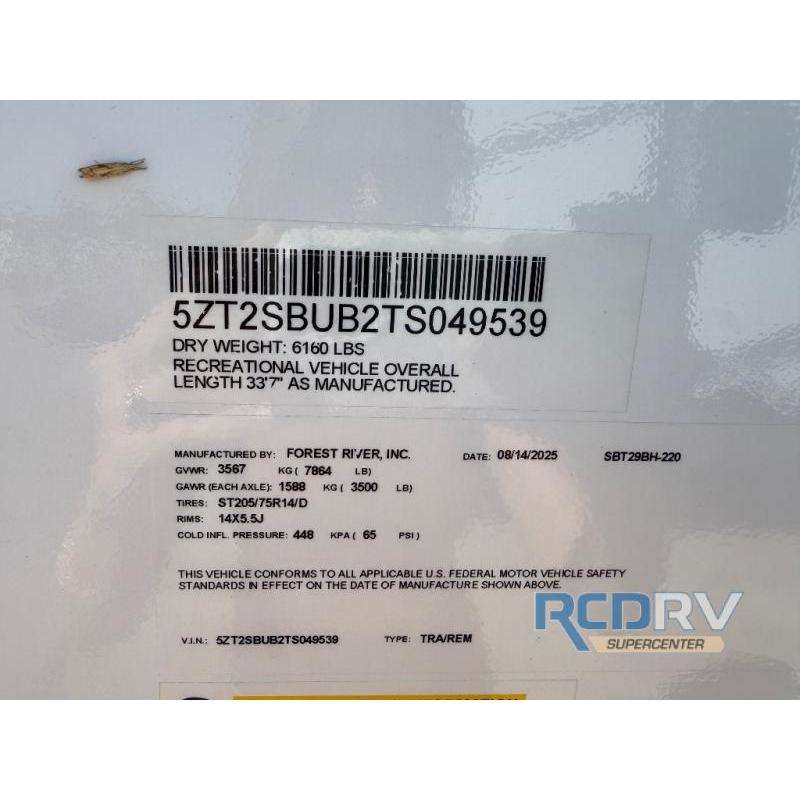 5ZT2SBUB2TS049539
DRY WEIGHT: 6160 LBS
RECREATIONAL VEHICLE OVERALL
LENGTH 33'7" AS MANUFACTURED.
MANUFACTURED BY: FOREST RIVER, INC. DATE: 08/14/2025 SBT29BH-220
GVWR: 3567 KG ( 7864 LB)
GAWR (EACH AXLE): 1588 KG ( 3500 LB)
TIRES: ST205/75R14/D
RIMS: 14X5.5J
COLD INFL. PRESSURE: 448 KPA ( 65 PSI )
THIS VEHICLE CONFORMS TO ALL APPLICABLE U.S. FEDERAL MOTOR VEHICLE SAFETY
STANDARDS IN EFFECT ON THE DATE OF MANUFACTURE SHOWN ABOVE.
RCDRV
SUPERCENTER
V.I.N.: 5ZT2SBUB2TS049539 TYPE: TRA/REM